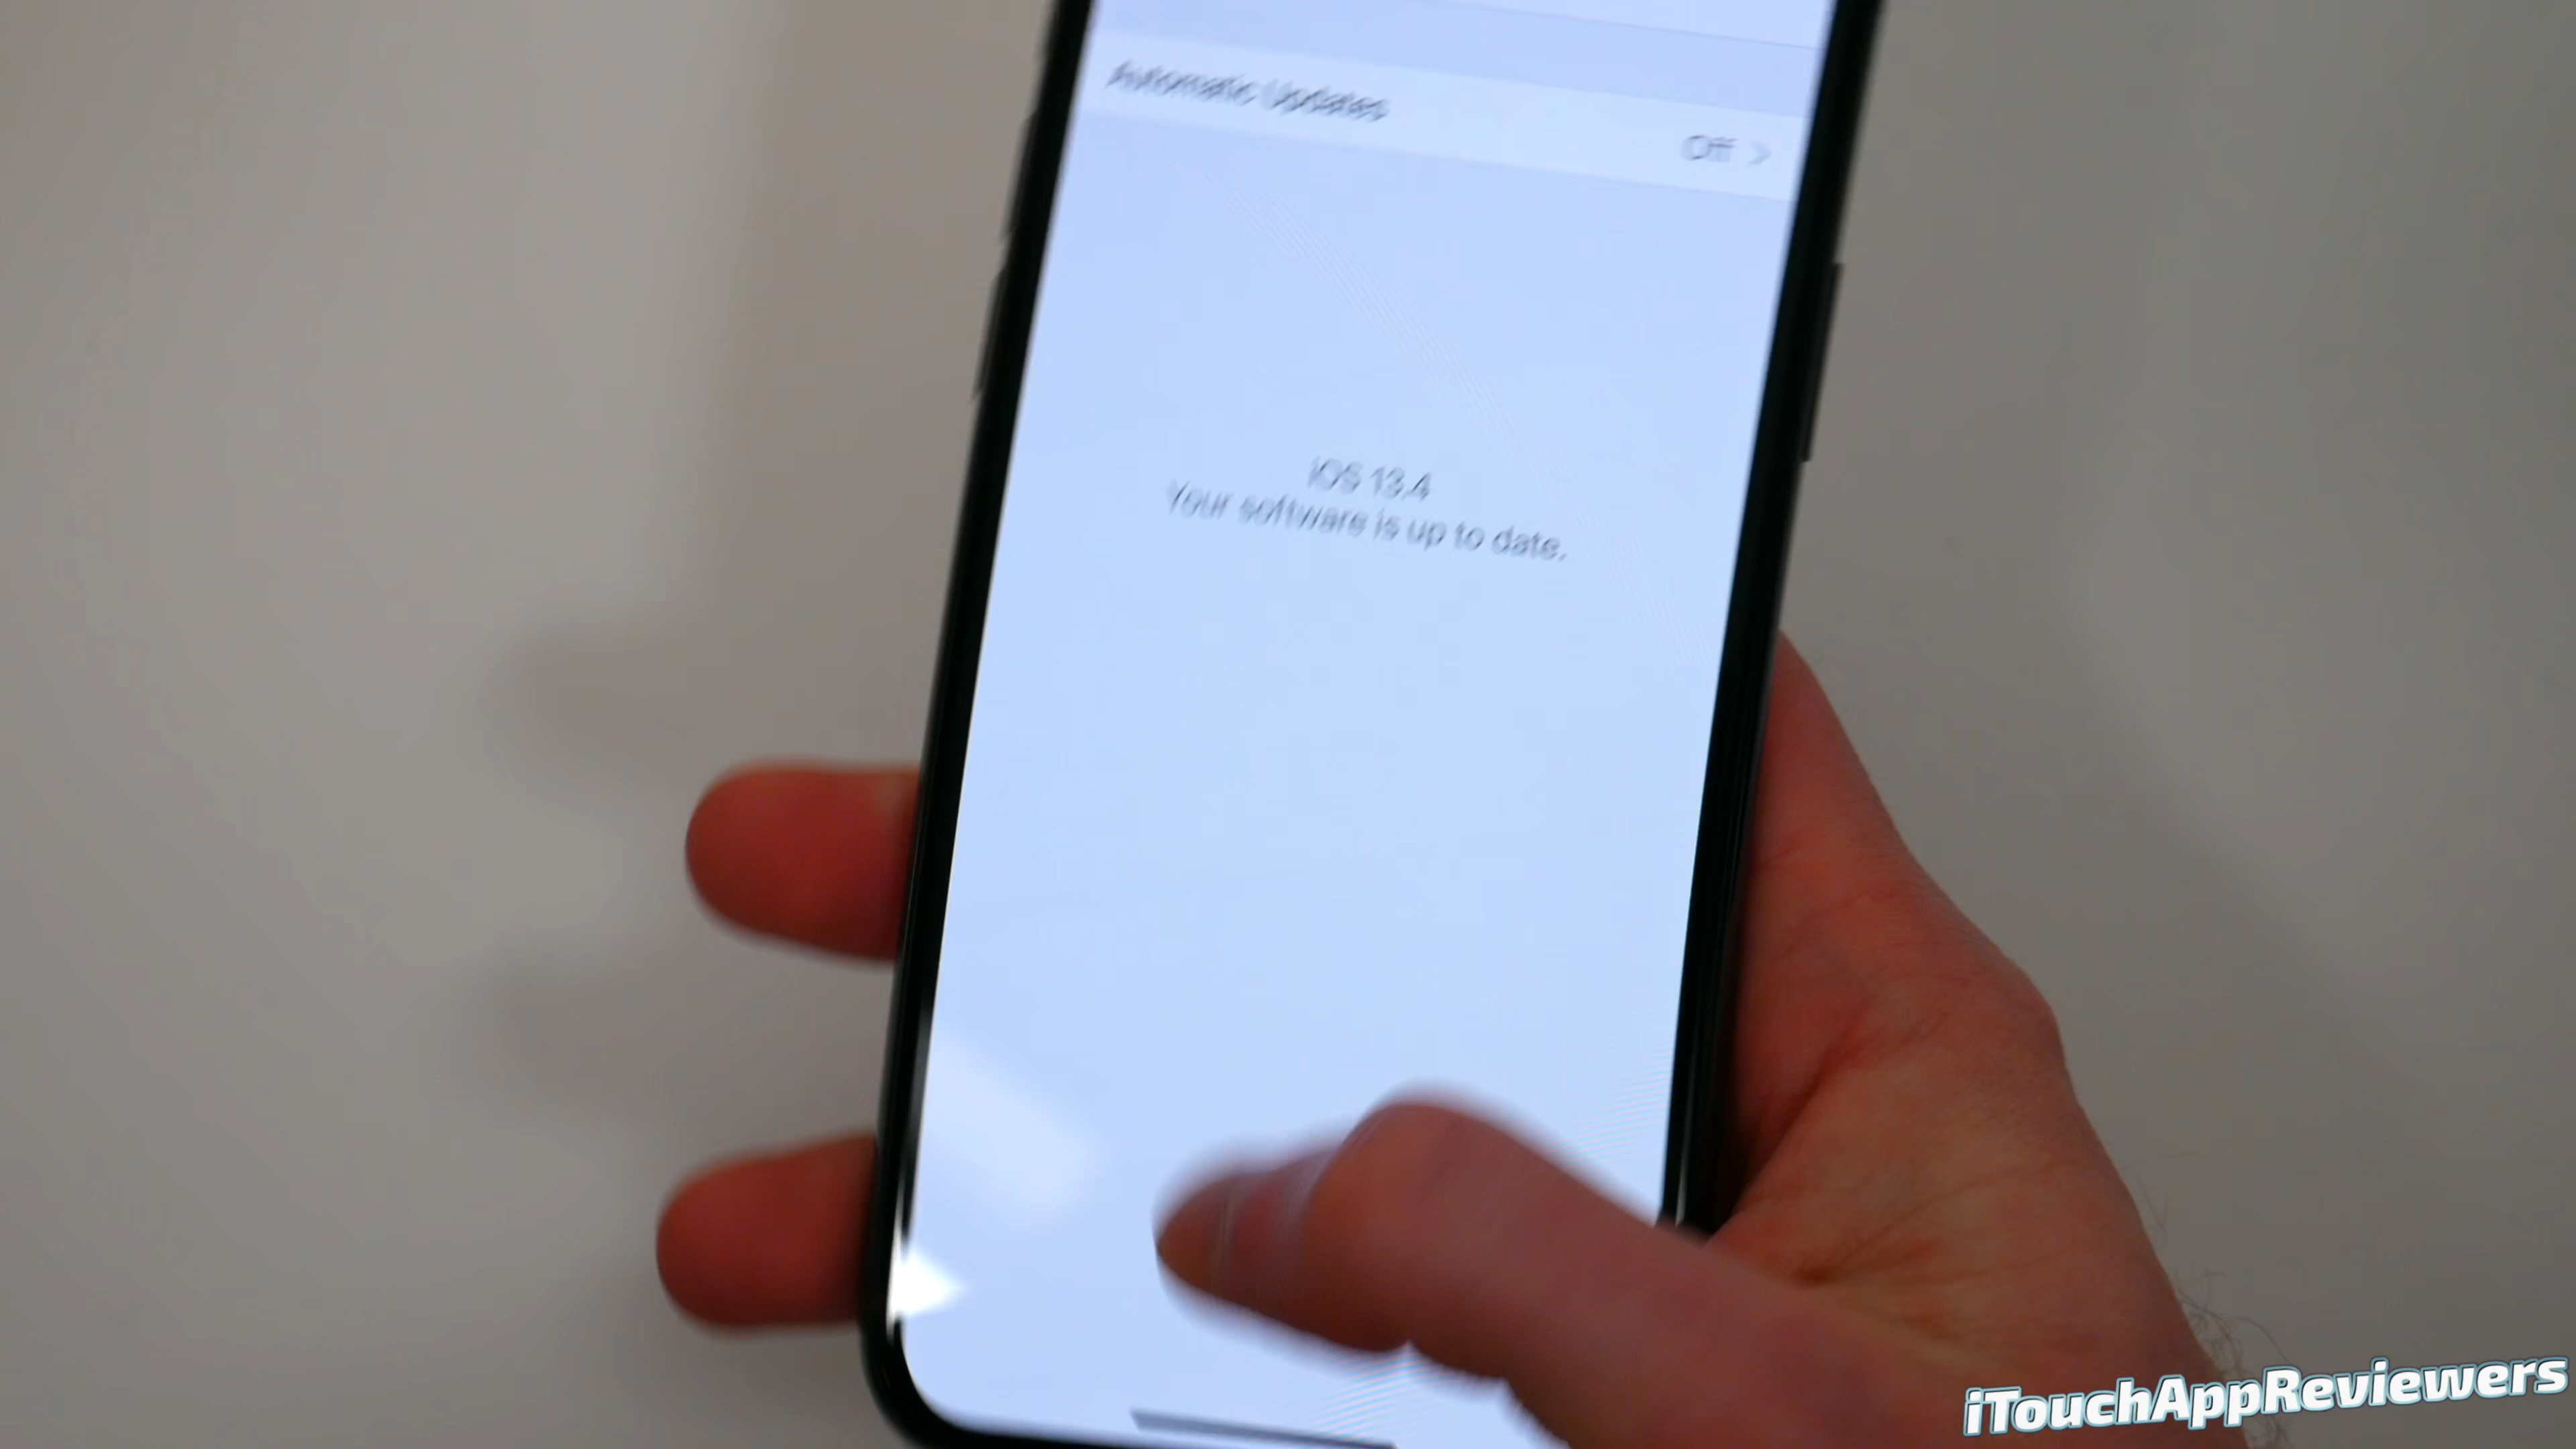 Automatic Updates
Off
iOS 13.4
Your software is up to date.
iTouchAppReviewers